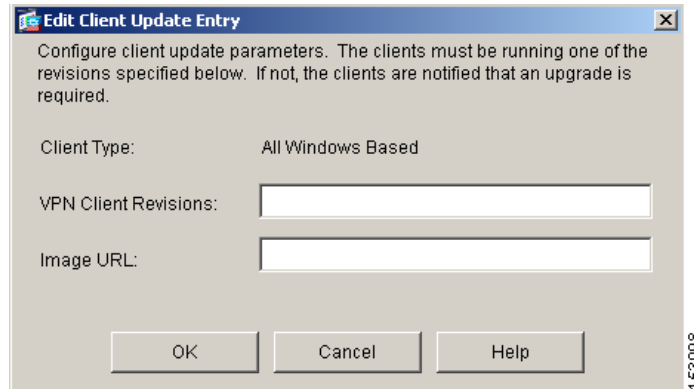 Edit Client Update Entry
Configure client update parameters. The clients must be running one of the
revisions specified below. If not, the clients are notified that an upgrade is
required.
Client Type: All Windows Based
VPN Client Revisions:
Image URL:
OK Cancel Help